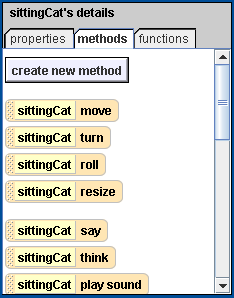 sittingCat's details
properties methods functions
create new method
sittingCat move
sittingCat turn
sittingCat roll
sittingCat resize
sittingCat say
sittingCat think
sittingCat play sound